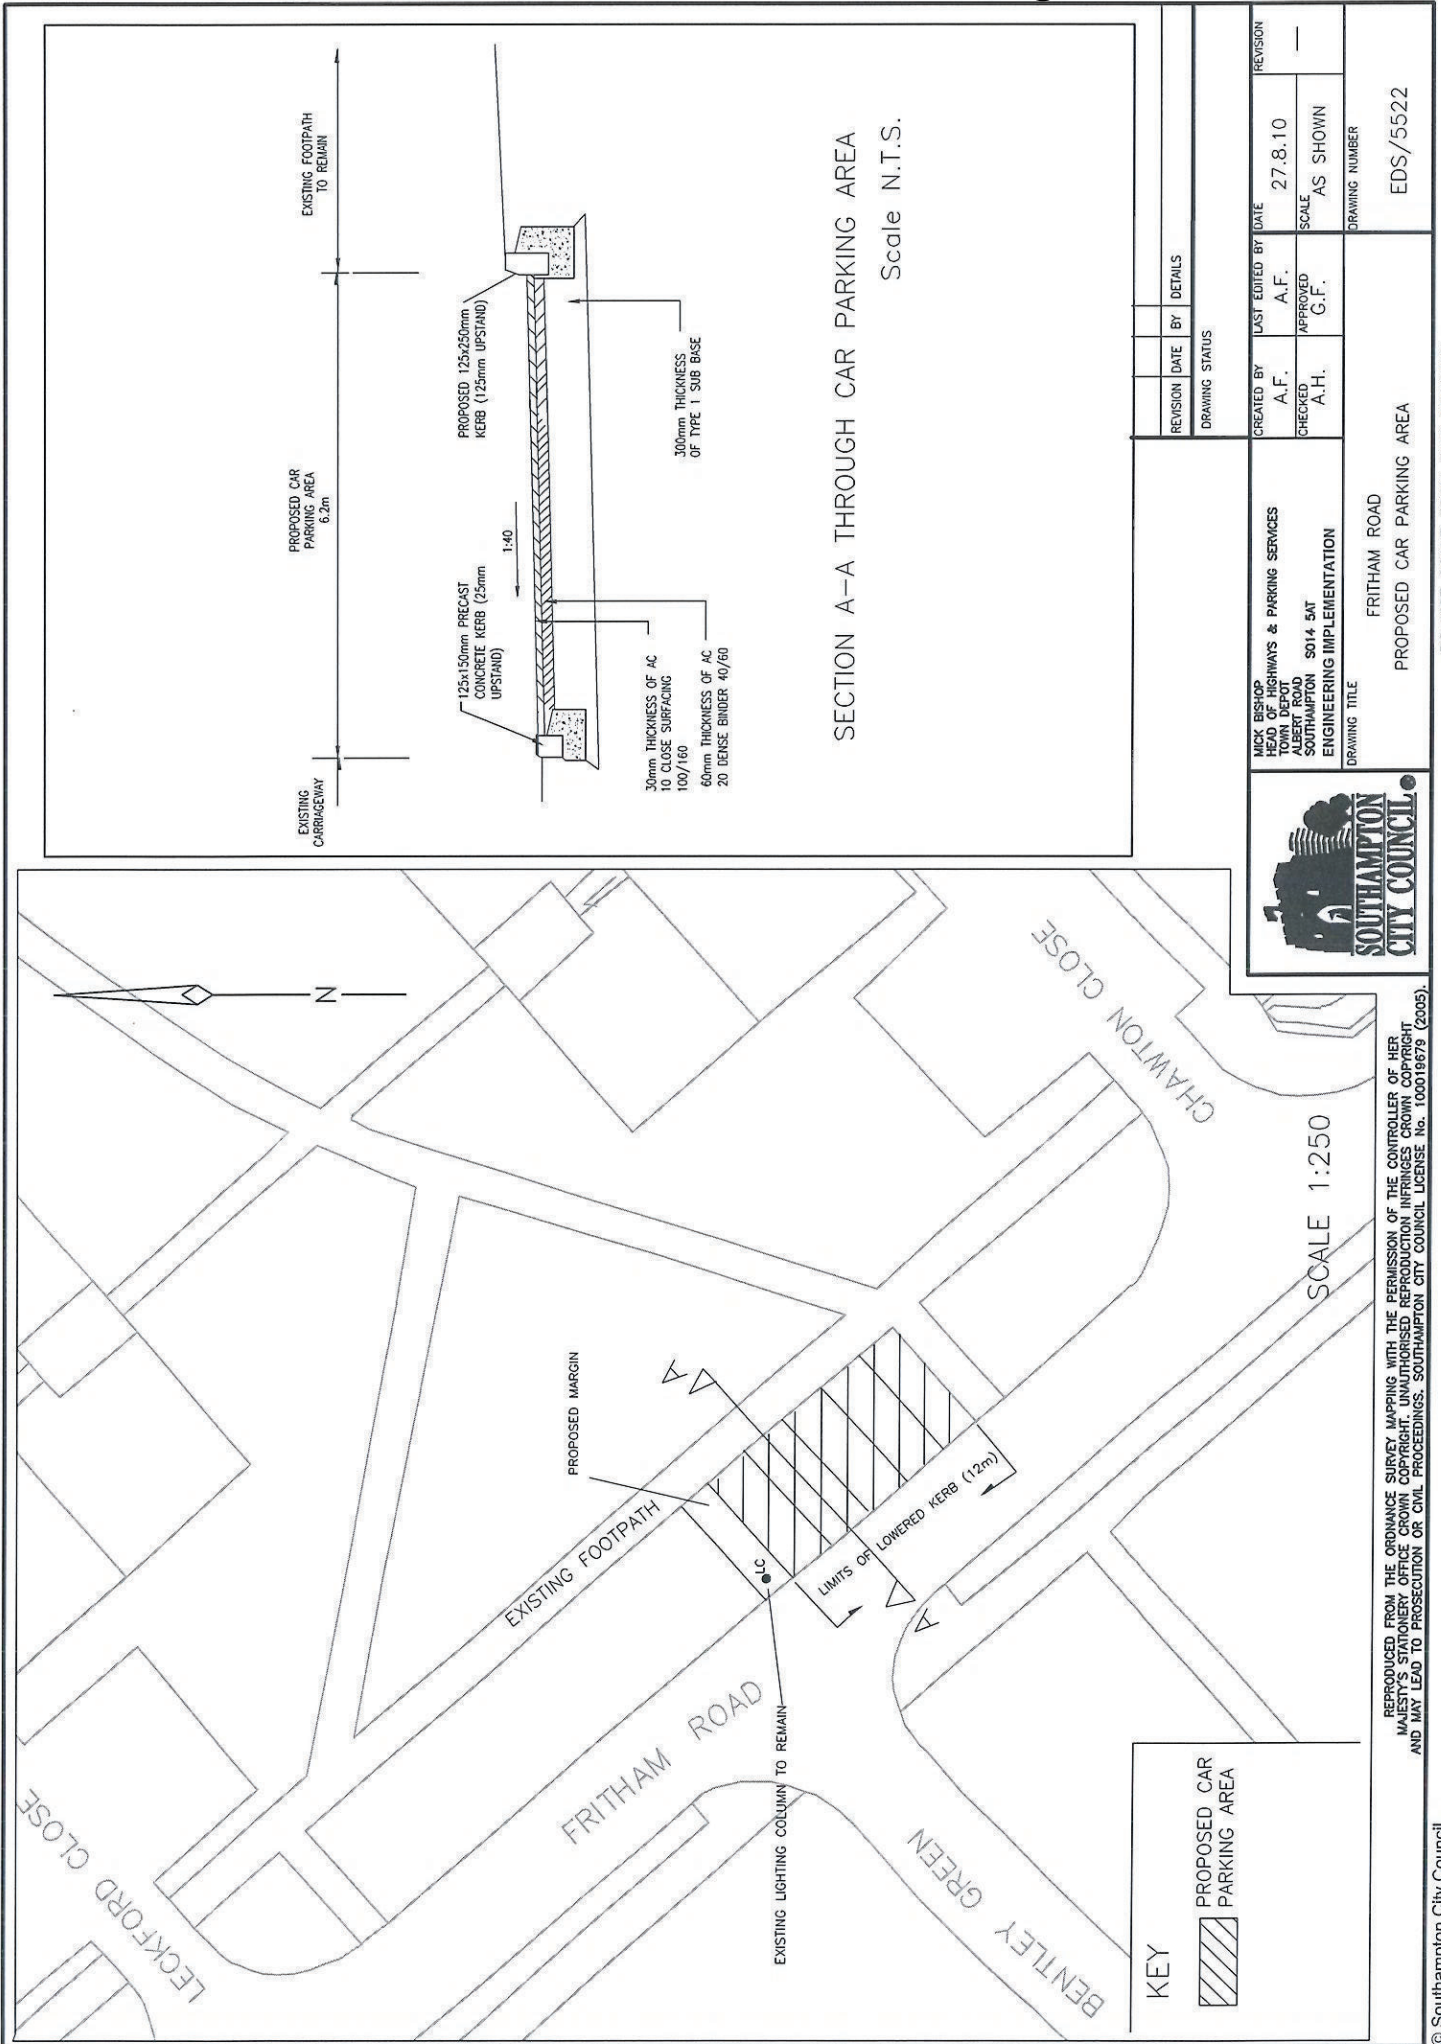 EXISTING
CARRIAGEWAY
PROPOSED CAR
PARKING AREA
6.2m
EXISTING FOOTPATH
TO REMAIN
125x150mm PRECAST
CONCRETE KERB (25mm
UPSTAND)
1:40
PROPOSED 125x250mm
KERB (125mm UPSTAND)
30mm THICKNESS OF AC
10 CLOSE SURFACING
100/160
60mm THICKNESS OF AC
20 DENSE BINDER 40/60
300mm THICKNESS
OF TYPE 1 SUB BASE
SECTION A-A THROUGH CAR PARKING AREA
Scale N.T.S.
LECKFORD CLOSE
N
PROPOSED MARGIN
A
EXISTING FOOTPATH
LC
LIMITS OF LOWERED KERB (12m)
A
FRITHAM ROAD
EXISTING LIGHTING COLUMN TO REMAIN
BENTLEY GREEN
CHAWTON CLOSE
SCALE 1:250
KEY
PROPOSED CAR
PARKING AREA
REVISION DATE BY DETAILS
DRAWING STATUS
MICK BISHOP
HEAD OF HIGHWAYS & PARKING SERVICES
TOWN DEPOT
ALBERT ROAD
SOUTHAMPTON SO14 5AT
ENGINEERING IMPLEMENTATION
CREATED BY
A.F.
LAST EDITED BY
A.F.
DATE
27.8.10
REVISION
—
CHECKED
A.H.
APPROVED
G.F.
SCALE
AS SHOWN
DRAWING TITLE
FRITHAM ROAD
PROPOSED CAR PARKING AREA
DRAWING NUMBER
EDS/5522
SOUTHAMPTON
CITY COUNCIL
REPRODUCED FROM THE ORDNANCE SURVEY MAPPING WITH THE PERMISSION OF THE CONTROLLER OF HER
MAJESTY'S STATIONERY OFFICE CROWN COPYRIGHT. UNAUTHORISED REPRODUCTION INFRINGES CROWN COPYRIGHT
AND MAY LEAD TO PROSECUTION OR CIVIL PROCEEDINGS. SOUTHAMPTON CITY COUNCIL LICENSE No. 100019679 (2005).
© Southampton City Council